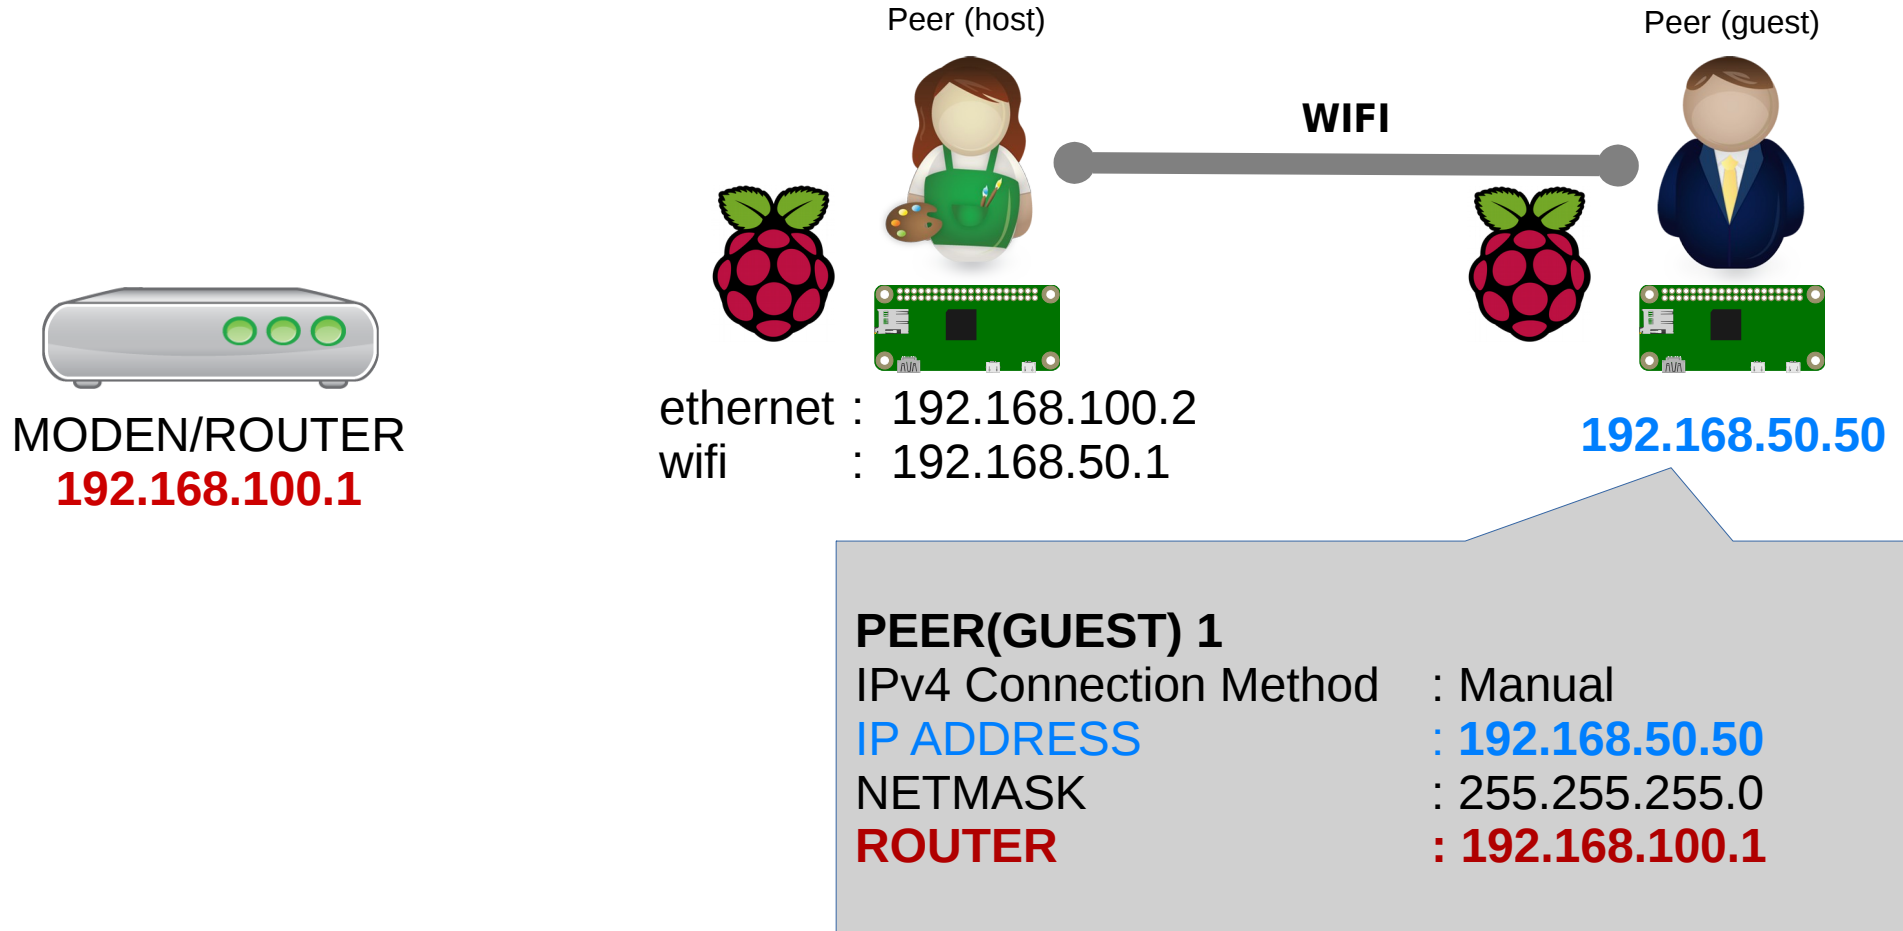 Peer (host)
Peer (guest)
WIFI
MODEN/ROUTER
192.168.100.1
ethernet : 192.168.100.2
wifi : 192.168.50.1
192.168.50.50
PEER(GUEST) 1
IPv4 Connection Method : Manual
IP ADDRESS : 192.168.50.50
NETMASK : 255.255.255.0
ROUTER : 192.168.100.1